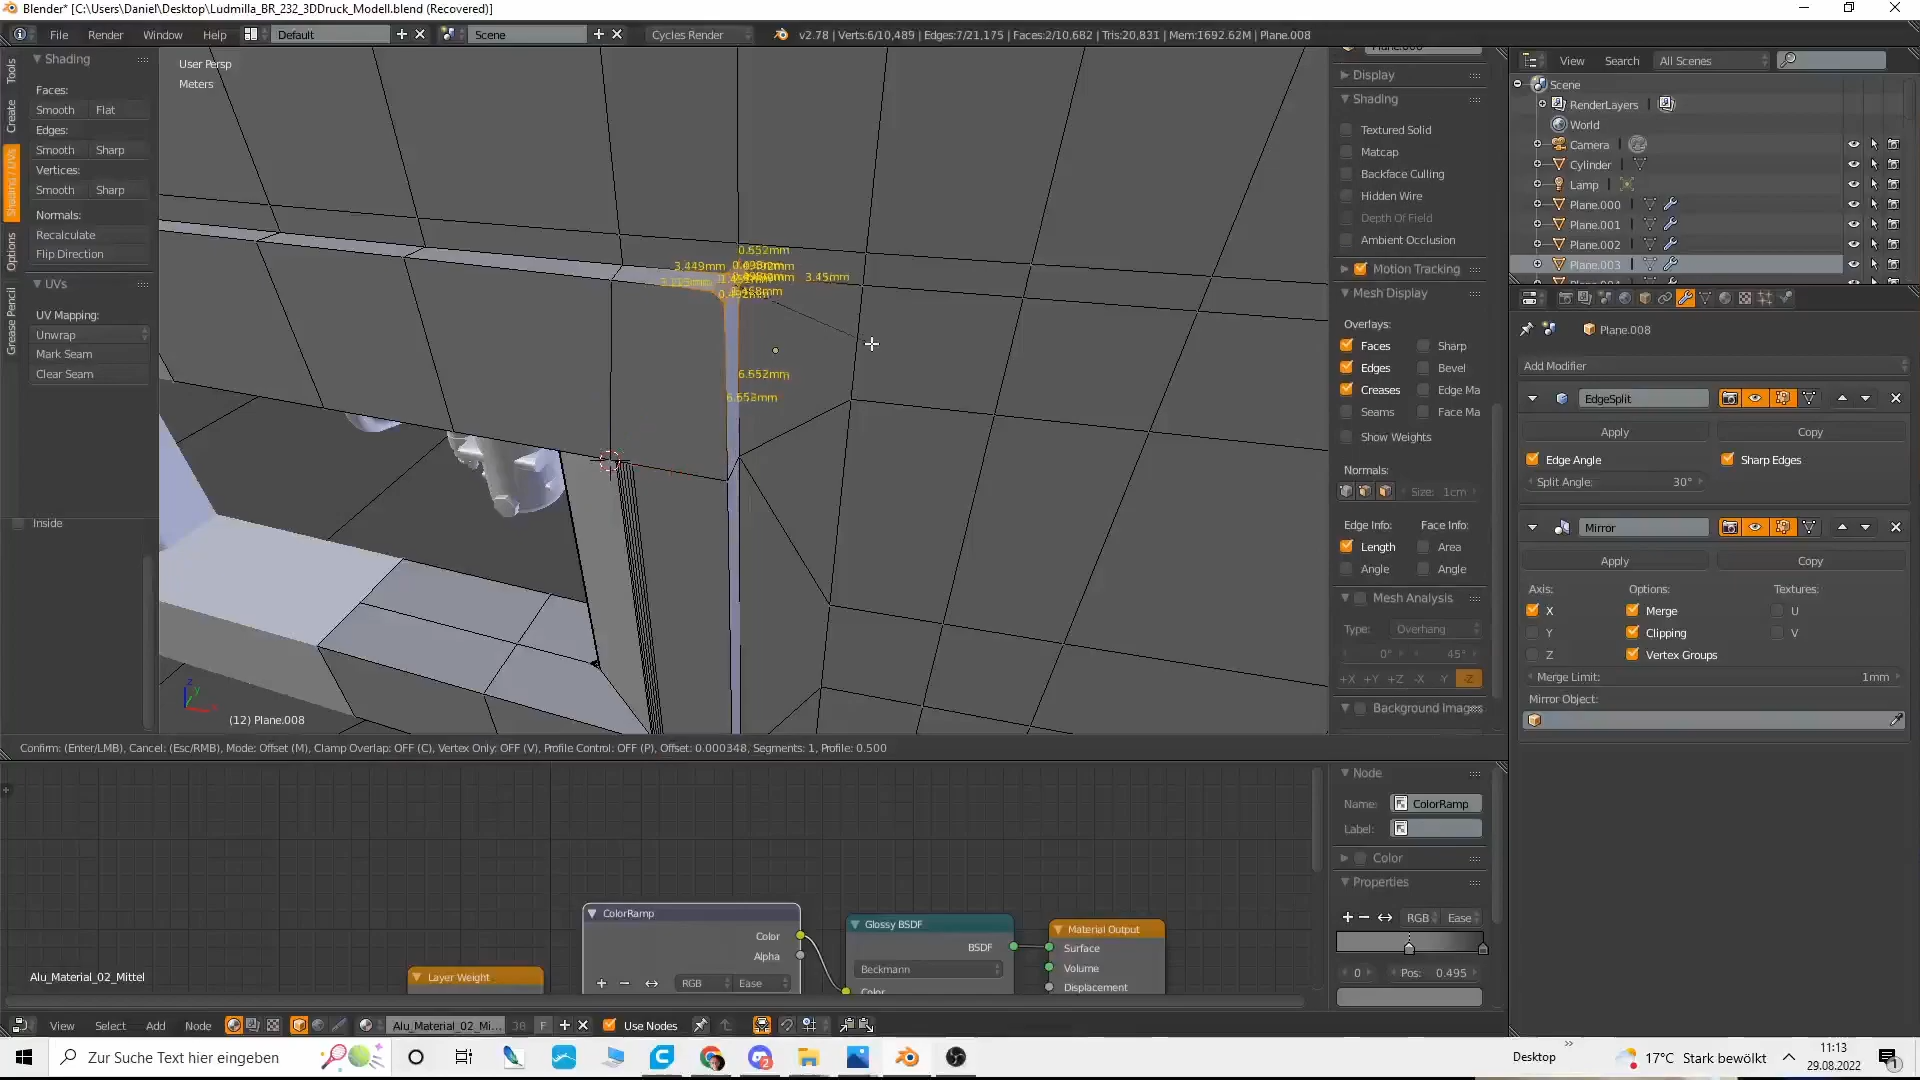 Blender* [C:\Users\Daniel\Desktop\Ludmilla_BR_232_3DDruck_Modell.blend (Recovered)]
File Render Window Help Default Scene Cycles Render v2.78 | Verts:6/10,489 | Edges:7/21,175 | Faces:2/10,682 | Tris:20,831 | Mem:1692.62M | Plane.008
Tools
Create
Shading / UVs
Options
Grease Pencil
Shading
Faces:
Smooth Flat
Edges:
Smooth Sharp
Vertices:
Smooth Sharp
Normals:
Recalculate
Flip Direction
UVs
UV Mapping:
Unwrap
Mark Seam
Clear Seam
Inside
User Persp
Meters
0.652mm
3.449mm
3.45mm
6.652mm
(12) Plane.008
Confirm: (Enter/LMB), Cancel: (Esc/RMB), Mode: Offset (M), Clamp Overlap: OFF (C), Vertex Only: OFF (V), Profile Control: OFF (P), Offset: 0.000348, Segments: 1, Profile: 0.500
Display
Shading
Textured Solid
Matcap
Backface Culling
Hidden Wire
Depth Of Field
Ambient Occlusion
Motion Tracking
Mesh Display
Overlays:
Faces Sharp
Edges Bevel
Creases Edge Ma
Seams Face Ma
Show Weights
Normals:
Size: 1cm
Edge Info: Face Info:
Length Area
Angle Angle
Mesh Analysis
Type: Overhang
0° 45°
+X +Y +Z -X -Y -Z
Background Images
View Search All Scenes
Scene
RenderLayers
World
Camera
Cylinder
Lamp
Plane.000
Plane.001
Plane.002
Plane.003
Plane.008
Add Modifier
EdgeSplit
Apply Copy
Edge Angle Sharp Edges
Split Angle: 30°
Mirror
Apply Copy
Axis: Options: Textures:
X Merge U
Y Clipping V
Z Vertex Groups
Merge Limit: 1mm
Mirror Object:
ColorRamp
Color
Alpha
RGB Ease
Layer Weight
Glossy BSDF
BSDF
Beckmann
Color
Material Output
Surface
Volume
Displacement
Alu_Material_02_Mittel
Node
Name: ColorRamp
Label:
Color
Properties
RGB Ease
0 Pos: 0.495
View Select Add Node Alu_Material_02_Mi... F Use Nodes
Zur Suche Text hier eingeben
2
Desktop
17°C Stark bewölkt
11:13
29.08.2022
1